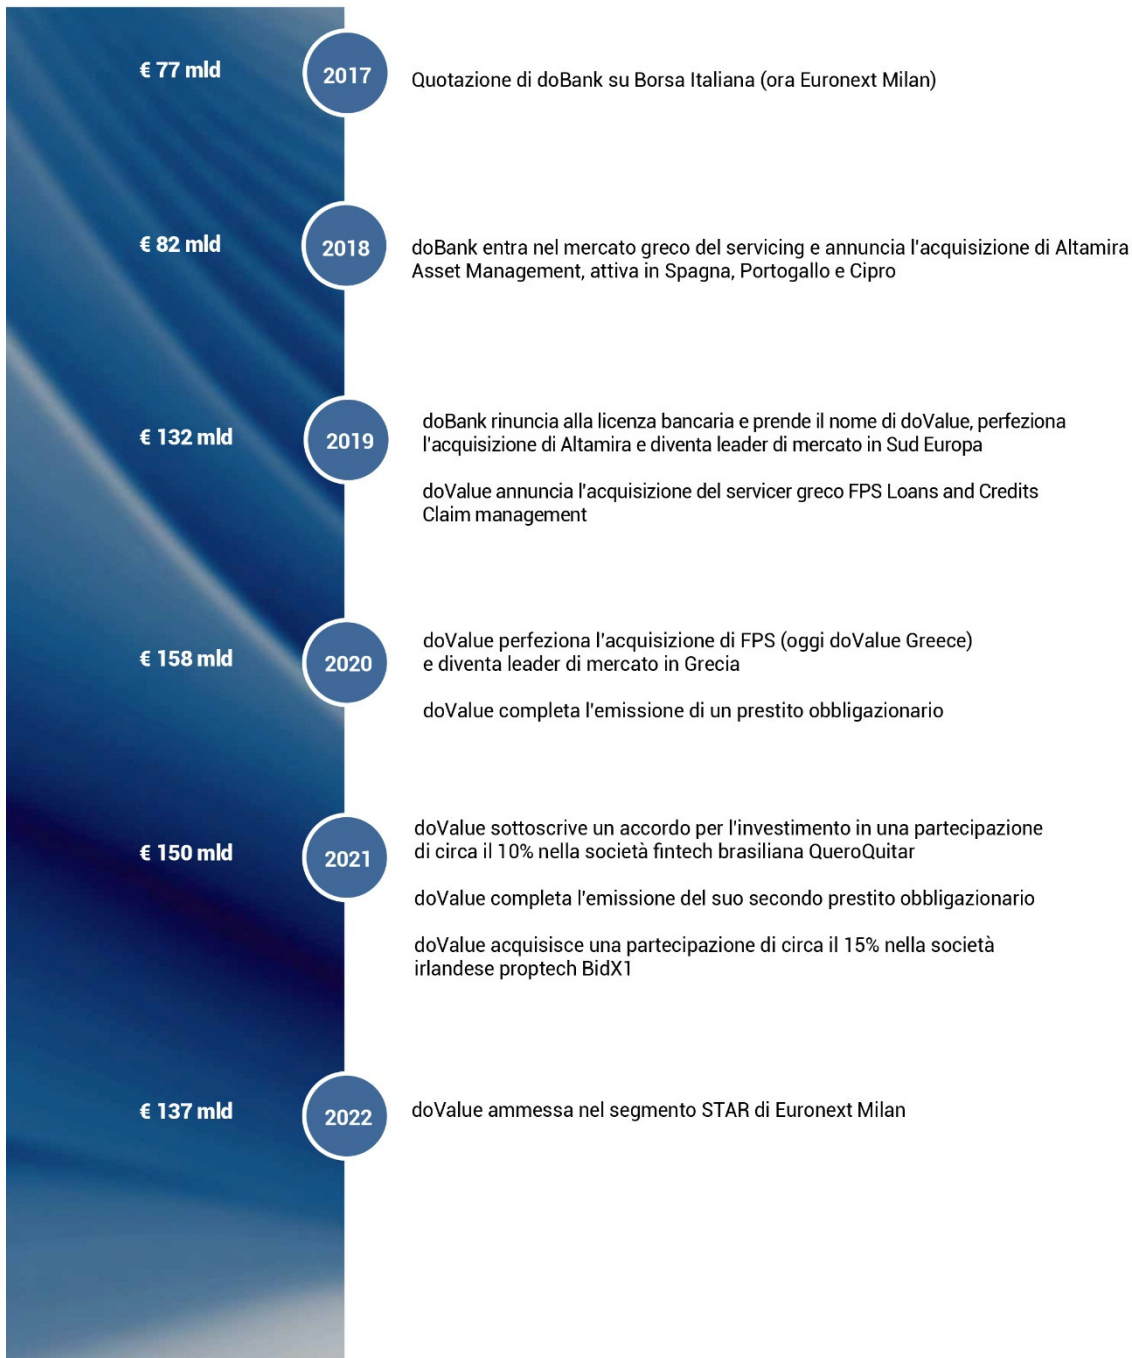 € 77 mld
2017
Quotazione di doBank su Borsa Italiana (ora Euronext Milan)
€ 82 mld
2018
doBank entra nel mercato greco del servicing e annuncia l'acquisizione di Altamira
Asset Management, attiva in Spagna, Portogallo e Cipro
€ 132 mld
2019
doBank rinuncia alla licenza bancaria e prende il nome di doValue, perfeziona
l'acquisizione di Altamira e diventa leader di mercato in Sud Europa
doValue annuncia l'acquisizione del servicer greco FPS Loans and Credits
Claim management
€ 158 mld
2020
doValue perfeziona l'acquisizione di FPS (oggi doValue Greece)
e diventa leader di mercato in Grecia
doValue completa l'emissione di un prestito obbligazionario
€ 150 mld
2021
doValue sottoscrive un accordo per l'investimento in una partecipazione
di circa il 10% nella società fintech brasiliana QueroQuitar
doValue completa l'emissione del suo secondo prestito obbligazionario
doValue acquisisce una partecipazione di circa il 15% nella società
irlandese proptech BidX1
€ 137 mld
2022
doValue ammessa nel segmento STAR di Euronext Milan